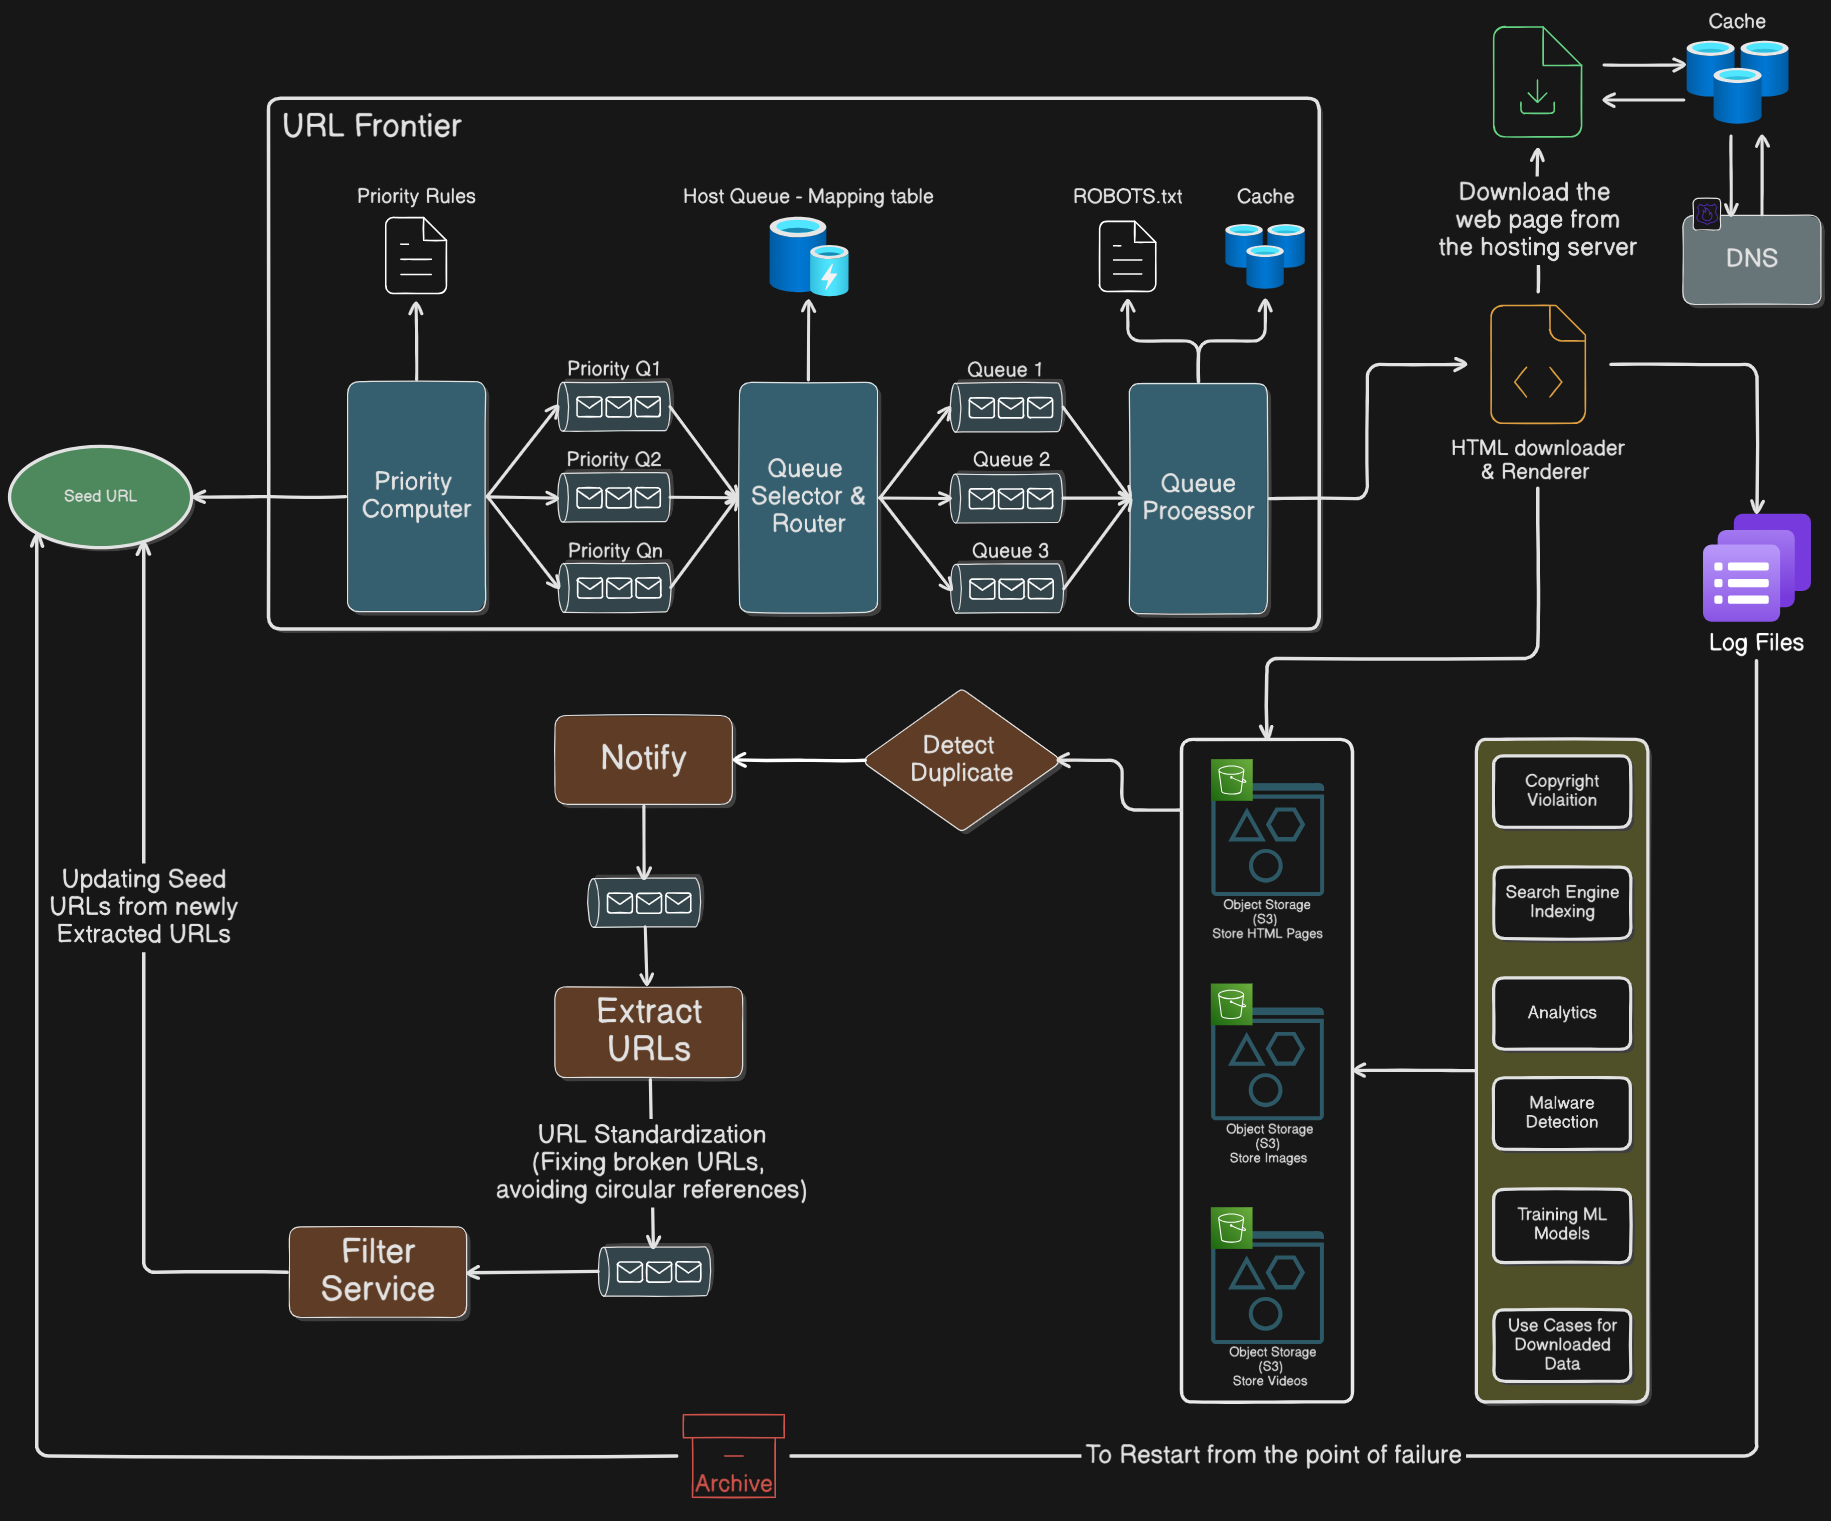 Cache
URL Frontier
Priority Rules
Host Queue - Mapping table
ROBOTS.txt
Cache
Download the
web page from
the hosting server
DNS
Priority Q1
Queue 1
HTML downloader
& Renderer
Seed URL
Priority
Computer
Priority Q2
Queue
Selector &
Router
Queue 2
Queue
Processor
Priority Qn
Queue 3
Log Files
Notify
Detect
Duplicate
Copyright
Violaition
Updating Seed
URLs from newly
Extracted URLs
Object Storage
(S3)
Store HTML Pages
Search Engine
Indexing
Extract
URLs
Analytics
URL Standardization
(Fixing broken URLs,
avoiding circular references)
Object Storage
(S3)
Store Images
Malware
Detection
Filter
Service
Training ML
Models
Object Storage
(S3)
Store Videos
Use Cases for
Downloaded
Data
Archive
To Restart from the point of failure